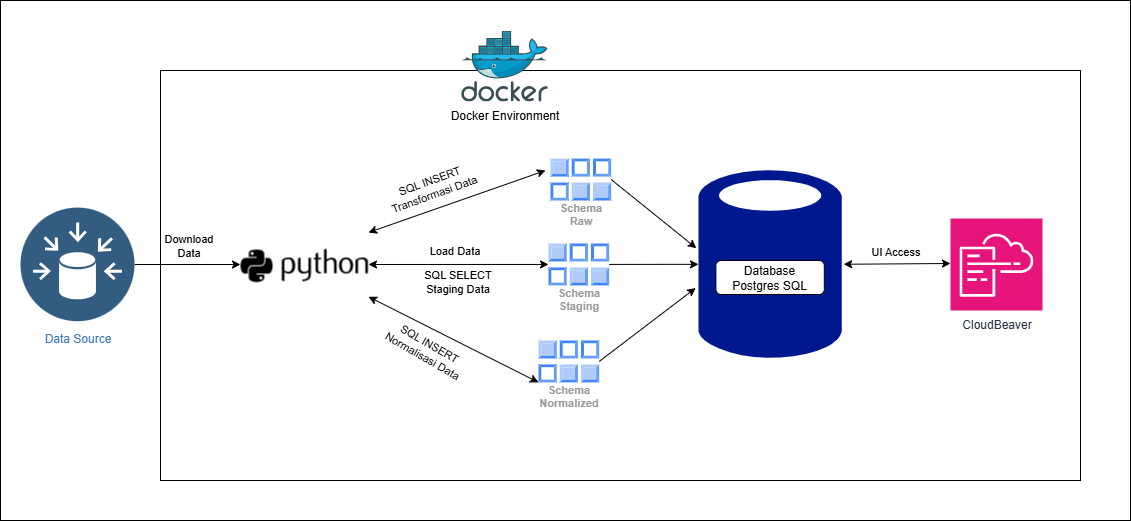 docker
Docker Environment
SQL INSERT
Transformasi Data
Schema
Raw
Download
Data
python
Load Data
SQL SELECT
Staging Data
Schema
Staging
Database
Postgres SQL
UI Access
Data Source
CloudBeaver
SQL INSERT
Normalisasi Data
Schema
Normalized